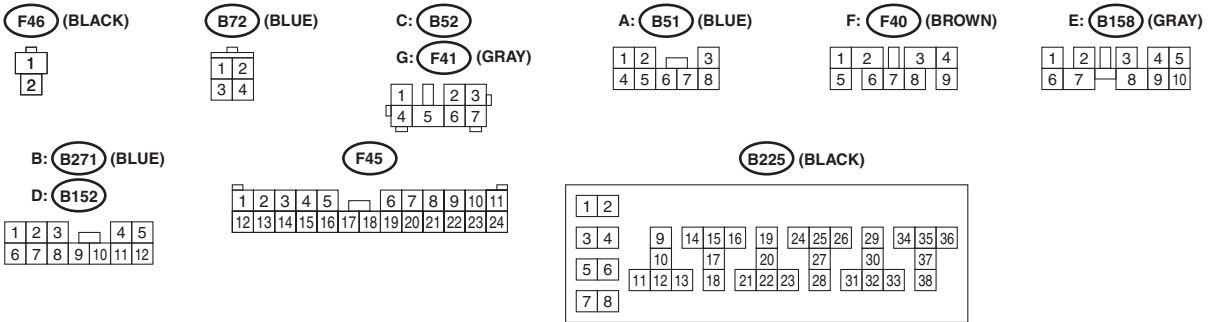 F46 (BLACK)
1
2
B72 (BLUE)
1 2
3 4
C: B52
G: F41 (GRAY)
1 2 3
4 5 6 7
A: B51 (BLUE)
1 2 3
4 5 6 7 8
F: F40 (BROWN)
1 2 3 4
5 6 7 8 9
E: B158 (GRAY)
1 2 3 4 5
6 7 8 9 10
B: B271 (BLUE)
D: B152
1 2 3 4 5
6 7 8 9 10 11 12
F45
1 2 3 4 5 6 7 8 9 10 11
12 13 14 15 16 17 18 19 20 21 22 23 24
B225 (BLACK)
1 2
3 4 9 14 15 16 19 24 25 26 29 34 35 36
10 17 20 27 30 37
5 6 11 12 13 18 21 22 23 28 31 32 33 38
7 8